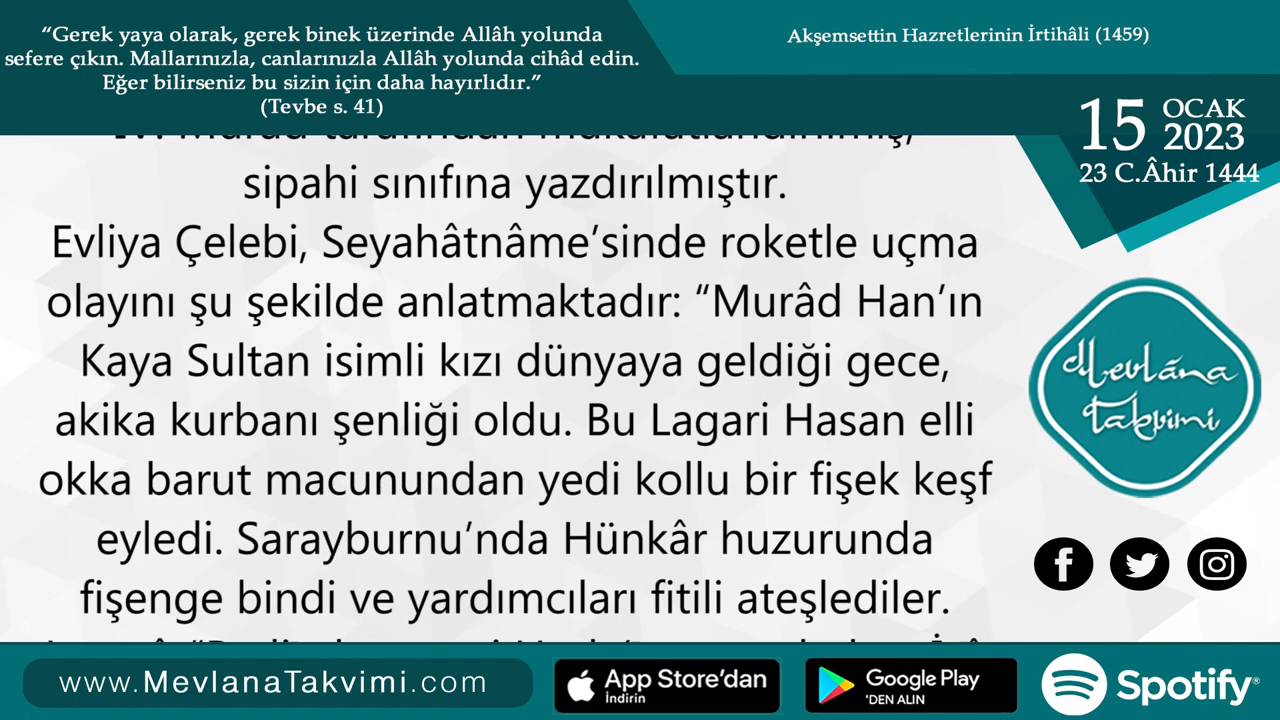 “Gerek yaya olarak, gerek binek üzerinde Allâh yolunda
sefere çıkın. Mallarınızla, canlarınızla Allâh yolunda cihâd edin.
Eğer bilirseniz bu sizin için daha hayırlıdır.”
(Tevbe s. 41)
Akşemsettin Hazretlerinin İrtihâli (1459)
15 OCAK
2023
23 C.Âhir 1444
sipahi sınıfına yazdırılmıştır.
Evliya Çelebi, Seyahâtnâme’sinde roketle uçma
olayını şu şekilde anlatmaktadır: “Murâd Han’ın
Kaya Sultan isimli kızı dünyaya geldiği gece,
akika kurbanı şenliği oldu. Bu Lagari Hasan elli
okka barut macunundan yedi kollu bir fişek keşf
eyledi. Sarayburnu’nda Hünkâr huzurunda
fişenge bindi ve yardımcıları fitili ateşlediler.
Mevlâna
takvimi
www.MevlanaTakvimi.com
App Store’dan
İndirin
Google Play
'DEN ALIN
Spotify®